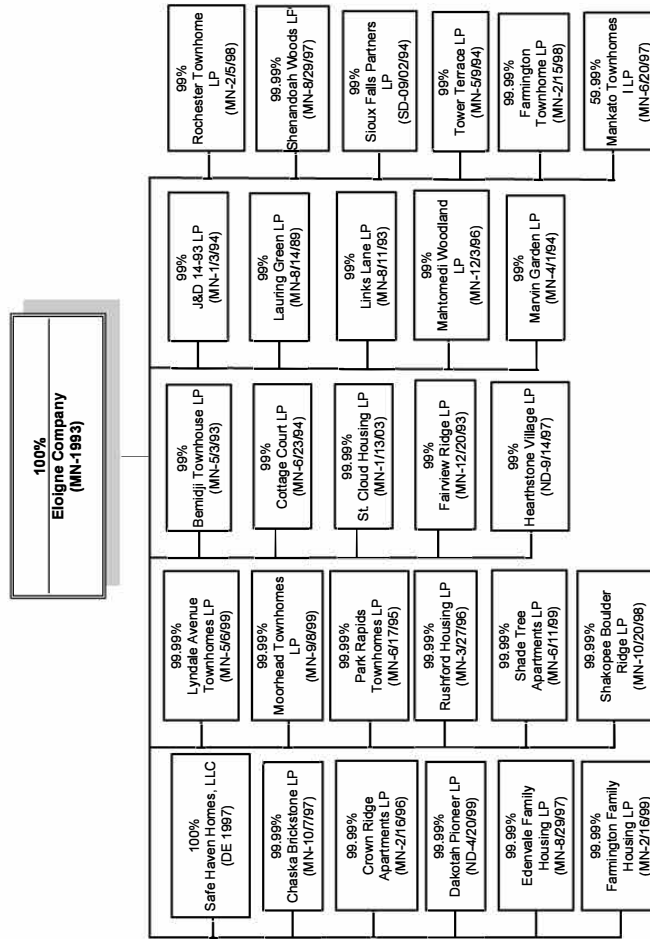 100%
Eloigne Company
(MN-1993)
100%
Safe Haven Homes, LLC
(DE 1997)
99.99%
Chaska Brickstone LP
(MN-10/7/97)
99.99%
Crown Ridge
Apartments LP
(MN-2/16/96)
99.99%
Dakotah Pioneer LP
(ND-4/20/99)
99.99%
Edenvale Family
Housing LP
(MN-8/29/97)
99.99%
Farmington Family
Housing LP
(MN-2/16/99)
99.99%
Lyndale Avenue
Townhomes LP
(MN-5/6/99)
99.99%
Moorhead Townhomes
LP
(MN-9/8/99)
99.99%
Park Rapids
Townhomes LP
(MN-6/17/95)
99.99%
Rushford Housing LP
(MN-3/27/96)
99.99%
Shade Tree
Apartments LP
(MN-6/11/99)
99.99%
Shakopee Boulder
Ridge LP
(MN-10/20/98)
99%
Bemidji Townhouse LP
(MN-5/3/93)
99%
Cottage Court LP
(MN-6/23/94)
99.99%
St. Cloud Housing LP
(MN-1/13/03)
99%
Fairview Ridge LP
(MN-12/20/93)
99%
Hearthstone Village LP
(ND-9/14/97)
99%
J&D 14-93 LP
(MN-1/3/94)
99%
Lauring Green LP
(MN-8/14/89)
99%
Links Lane LP
(MN-8/11/93)
99%
Mahtomedi Woodland
LP
(MN-12/3/96)
99%
Marvin Garden LP
(MN-4/1/94)
99%
Rochester Townhome
LP
(MN-2/5/98)
99.99%
Shenandoah Woods LP
(MN-8/29/97)
99%
Sioux Falls Partners
LP
(SD-09/02/94)
99%
Tower Terrace LP
(MN-5/9/94)
99.99%
Farmington
Townhome LP
(MN-2/15/98)
59.99%
Mankato Townhomes
I LP
(MN-6/20/97)